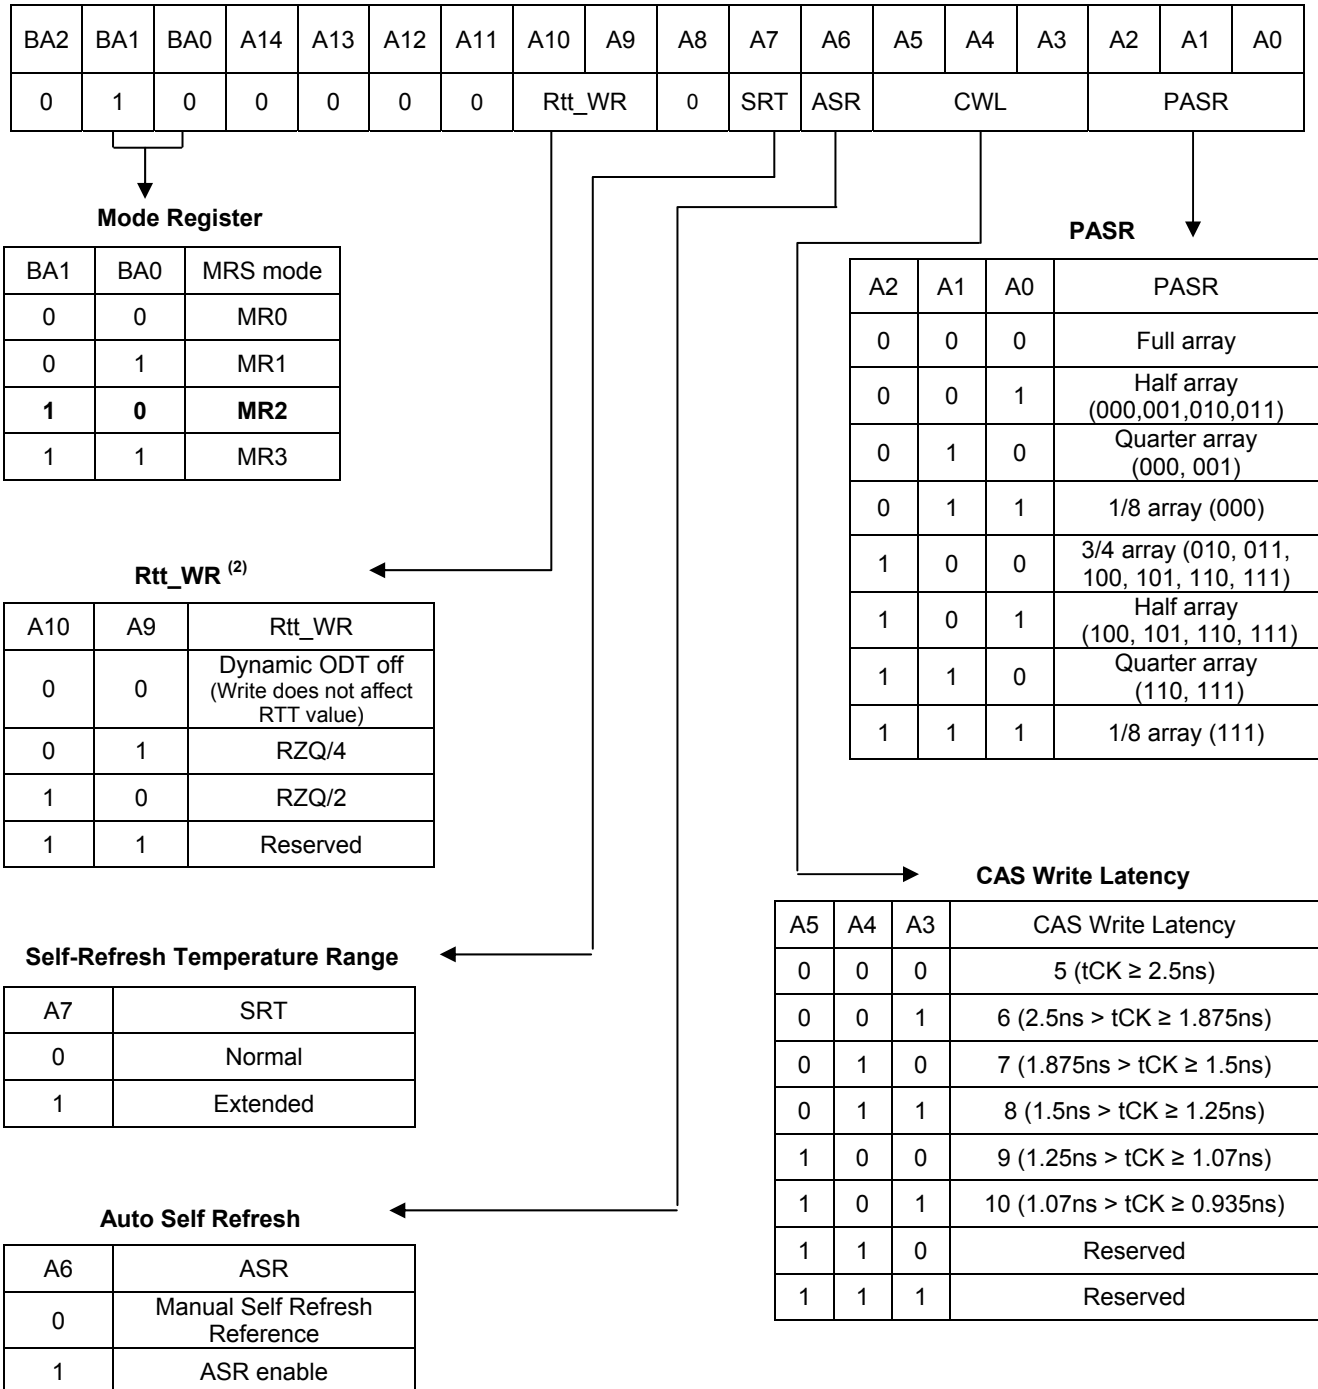 BA2 BA1 BA0 A14 A13 A12 A11 A10 A9 A8 A7 A6 A5 A4 A3 A2 A1 A0
0 1 0 0 0 0 0 Rtt_WR 0 SRT ASR CWL PASR
Mode Register
BA1 BA0 MRS mode
0 0 MR0
0 1 MR1
1 0 MR2
1 1 MR3
PASR
A2 A1 A0 PASR
0 0 0 Full array
0 0 1 Half array
(000,001,010,011)
0 1 0 Quarter array
(000, 001)
0 1 1 1/8 array (000)
1 0 0 3/4 array (010, 011,
100, 101, 110, 111)
1 0 1 Half array
(100, 101, 110, 111)
1 1 0 Quarter array
(110, 111)
1 1 1 1/8 array (111)
Rtt_WR (2)
A10 A9 Rtt_WR
0 0 Dynamic ODT off
(Write does not affect
RTT value)
0 1 RZQ/4
1 0 RZQ/2
1 1 Reserved
CAS Write Latency
A5 A4 A3 CAS Write Latency
0 0 0 5 (tCK ≥ 2.5ns)
0 0 1 6 (2.5ns > tCK ≥ 1.875ns)
0 1 0 7 (1.875ns > tCK ≥ 1.5ns)
0 1 1 8 (1.5ns > tCK ≥ 1.25ns)
1 0 0 9 (1.25ns > tCK ≥ 1.07ns)
1 0 1 10 (1.07ns > tCK ≥ 0.935ns)
1 1 0 Reserved
1 1 1 Reserved
Self-Refresh Temperature Range
A7 SRT
0 Normal
1 Extended
Auto Self Refresh
A6 ASR
0 Manual Self Refresh
Reference
1 ASR enable